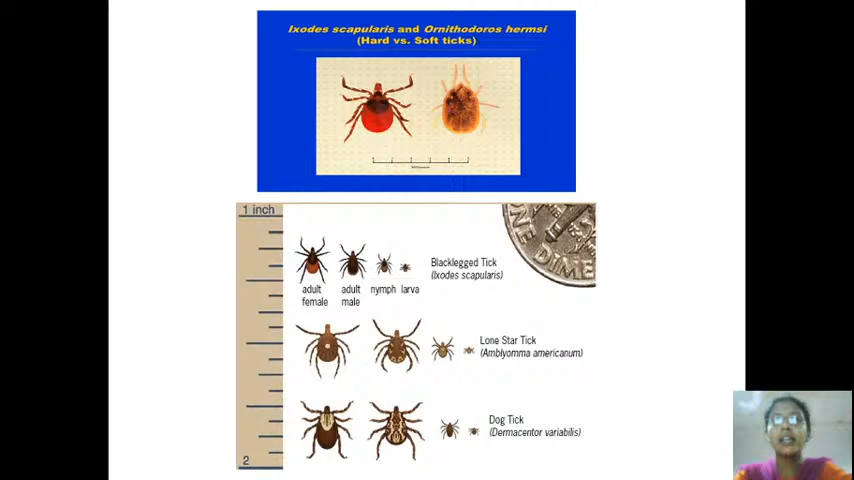 Ixodes scapularis and Ornithodoros hermsi
(Hard vs. Soft ticks)
1 inch
ONE DIME
Blacklegged Tick
(Ixodes scapularis)
adult female
adult male
nymph
larva
Lone Star Tick
(Amblyomma americanum)
Dog Tick
(Dermacentor variabilis)
2